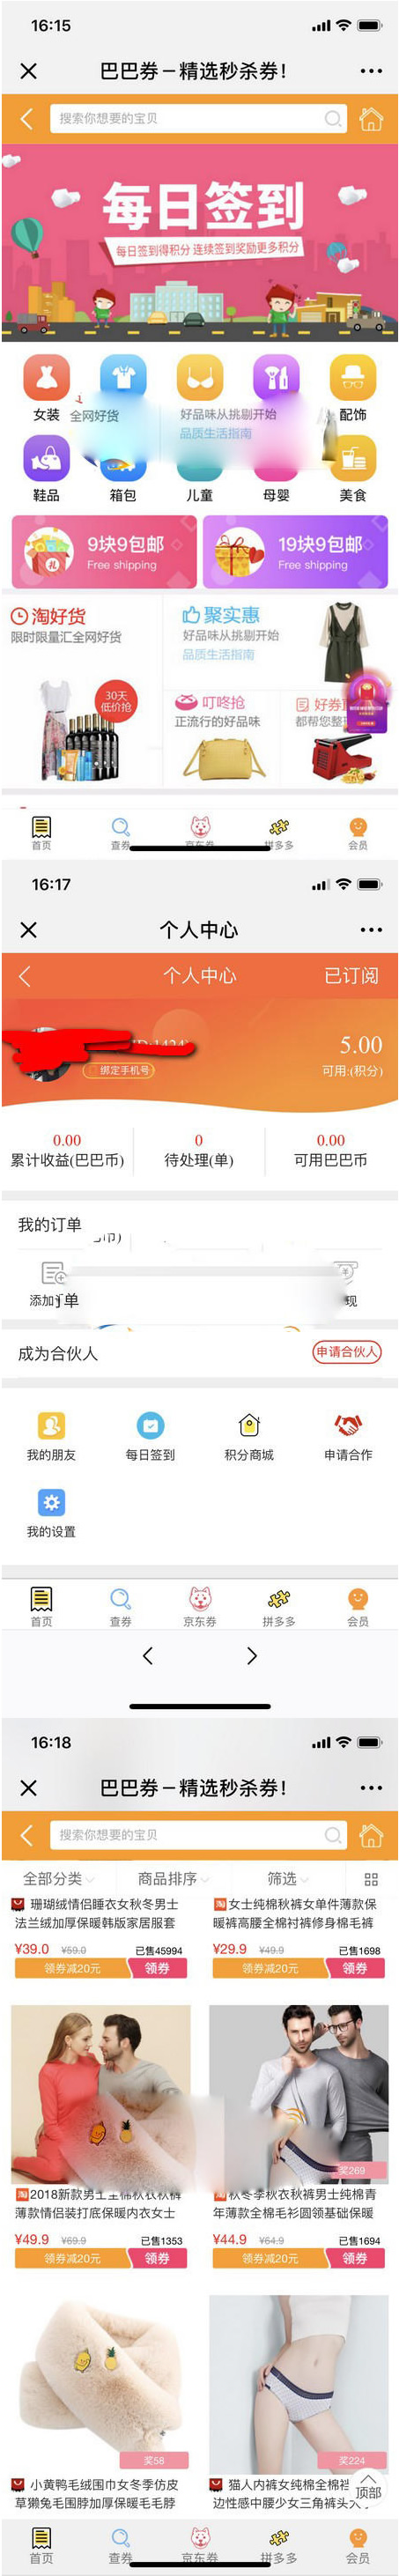 16:15
巴巴券－精选秒杀券!
搜索你想要的宝贝
每日签到
每日签到得积分 连续签到奖励更多积分
女装
全网好货
好品味从挑剔开始
品质生活指南
配饰
鞋品
箱包
儿童
母婴
美食
9块9包邮
Free shipping
19块9包邮
Free shipping
淘好货
限时限量汇全网好货
30天
低价抢
聚实惠
好品味从挑剔开始
品质生活指南
叮咚抢
正流行的好品味
好券
都帮您整
首页
查券
京东券
拼多多
会员
16:17
个人中心
个人中心
已订阅
绑定手机号
5.00
可用:(积分)
0.00
累计收益(巴巴币)
0
待处理(单)
0.00
可用巴巴币
我的订单
添加
单
现
成为合伙人
申请合伙人
我的朋友
每日签到
积分商城
申请合作
我的设置
首页
查券
京东券
拼多多
会员
16:18
巴巴券－精选秒杀券!
搜索你想要的宝贝
全部分类
商品排序
筛选
珊瑚绒情侣睡衣女秋冬男士
法兰绒加厚保暖韩版家居服套
¥39.0 ¥59.0 已售45994
领券减20元 领券
淘 女士纯棉秋裤女单件薄款保
暖裤高腰全棉衬裤修身棉毛裤
¥29.9 ¥49.9 已售1698
领券减20元 领券
奖269
淘 2018新款男士全棉秋衣秋裤
薄款情侣装打底保暖内衣女士
¥49.9 ¥69.9 已售1353
领券减20元 领券
淘 秋冬季秋衣秋裤男士纯棉青
年薄款全棉毛衫圆领基础保暖
¥44.9 ¥64.9 已售1694
领券减20元 领券
奖58
奖224
小黄鸭毛绒围巾女冬季仿皮
草獭兔毛围脖加厚保暖毛毛脖
猫人内裤女纯棉全棉裆
边性感中腰少女三角裤头大
顶部
首页
查券
京东券
拼多多
会员